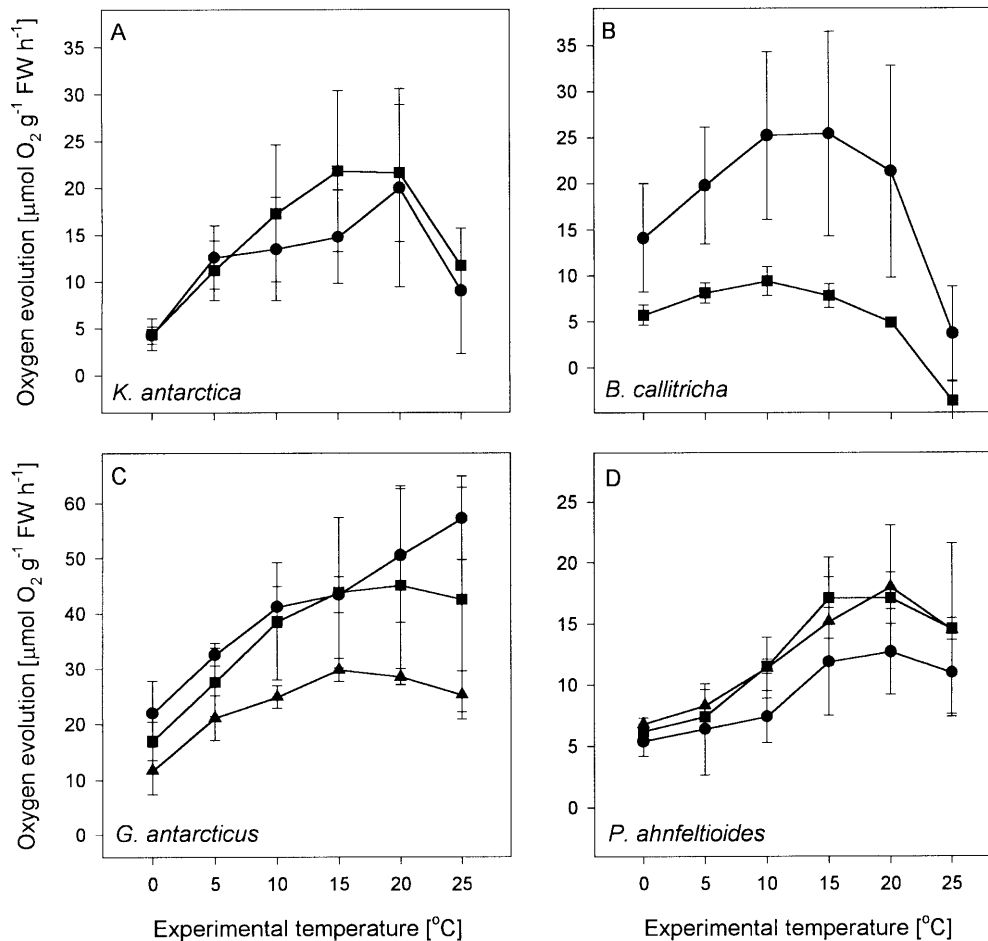 A
B
Oxygen evolution [µmol O2 g-1 FW h-1]
35
30
25
20
15
10
5
0
35
30
25
20
15
10
5
0
K. antarctica
B. callitricha
C
D
Oxygen evolution [µmol O2 g-1 FW h-1]
60
50
40
30
20
10
0
25
20
15
10
5
0
G. antarcticus
P. ahnfeltioides
0 5 10 15 20 25
0 5 10 15 20 25
Experimental temperature [oC]
Experimental temperature [oC]